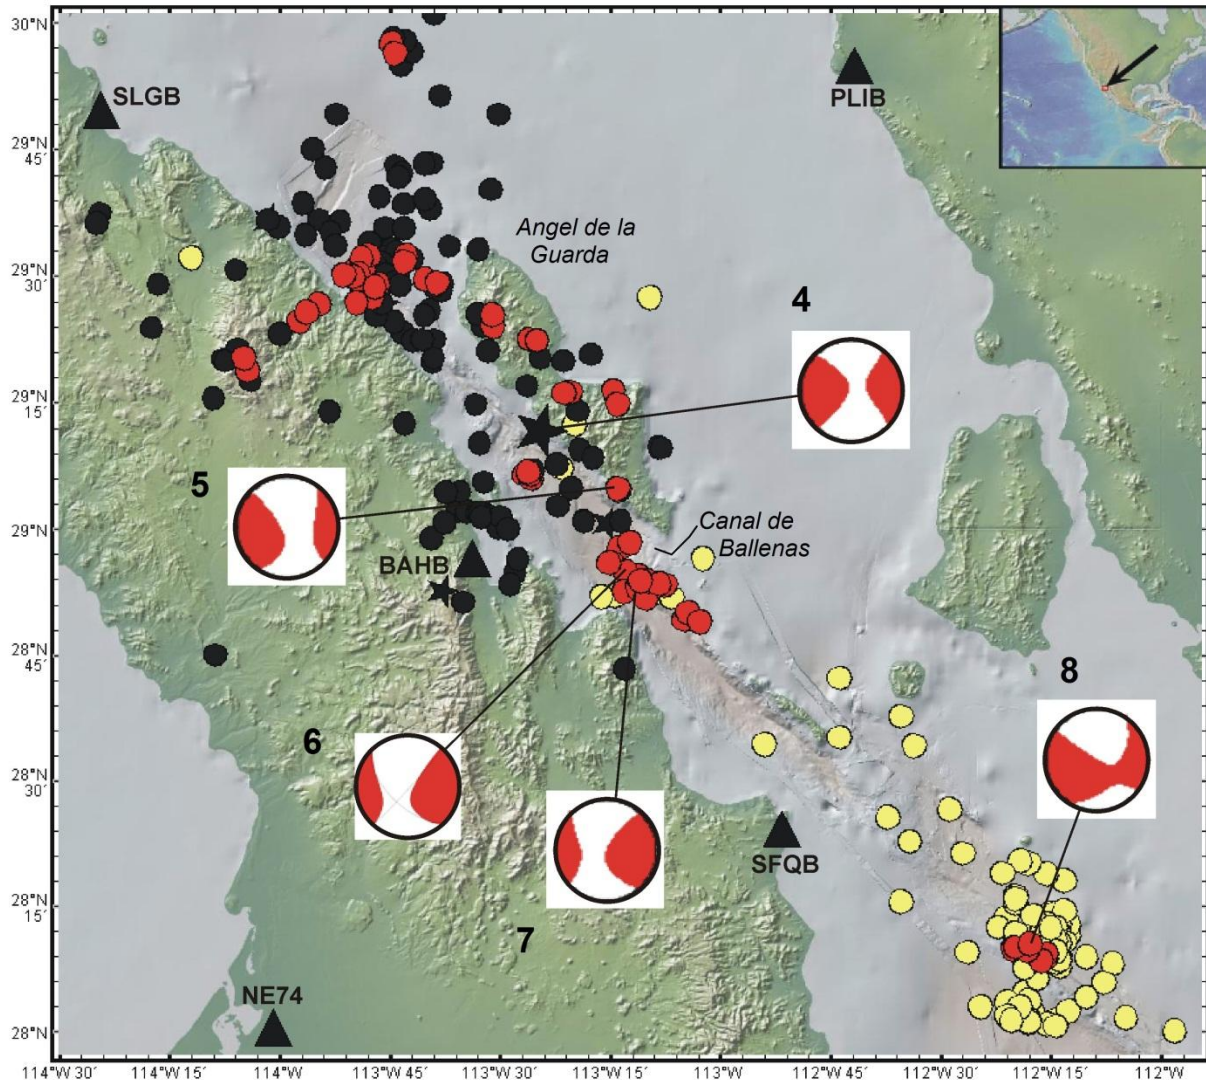 30°N
SLGB
PLIB
29°N
45′
Angel de la
Guarda
29°N
30′
4
29°N
15′
5
29°N
Canal de
Ballenas
BAHB
28°N
45′
8
6
28°N
30′
SFQB
28°N
15′
7
NE74
28°N
114°W 30′
114°W 15′
114°W
113°W 45′
113°W 30′
113°W 15′
113°W
112°W 45′
112°W 30′
112°W 15′
112°W